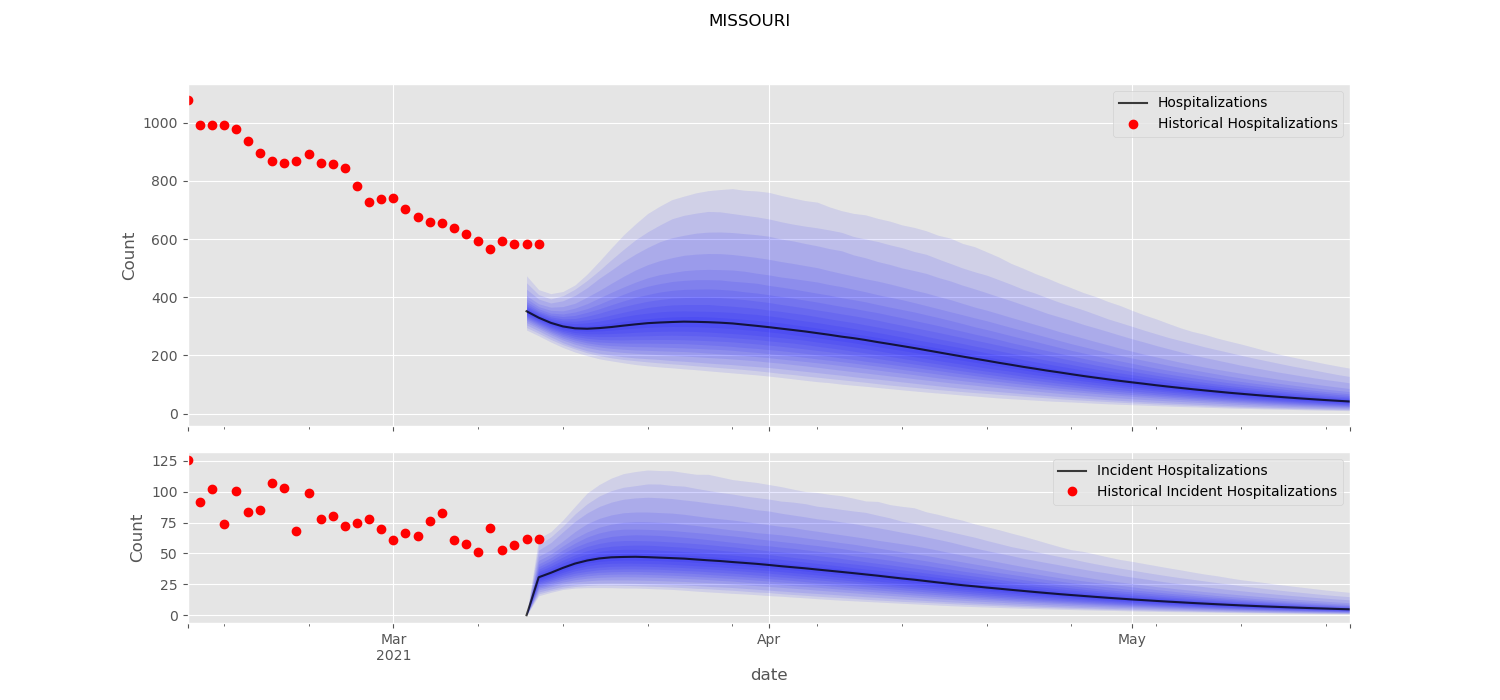 MISSOURI
Count
1000
800
600
400
200
0
Hospitalizations
Historical Hospitalizations
Count
125
100
75
50
25
0
Incident Hospitalizations
Historical Incident Hospitalizations
Mar
2021
Apr
May
date